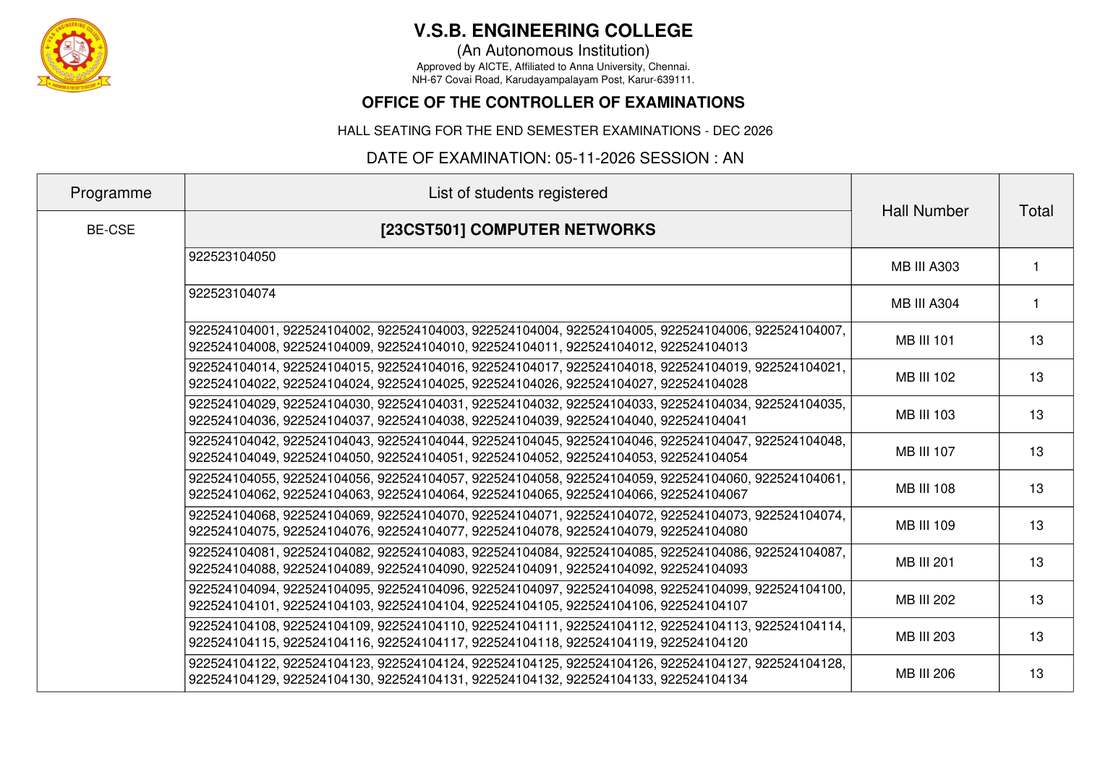 V.S.B. ENGINEERING COLLEGE
(An Autonomous Institution)
Approved by AICTE, Affiliated to Anna University, Chennai.
NH-67 Covai Road, Karudayampalayam Post, Karur-639111.
OFFICE OF THE CONTROLLER OF EXAMINATIONS
HALL SEATING FOR THE END SEMESTER EXAMINATIONS - DEC 2026
DATE OF EXAMINATION: 05-11-2026 SESSION : AN
Programme List of students registered Hall Number Total
BE-CSE [23CST501] COMPUTER NETWORKS
922523104050 MB III A303 1
922523104074 MB III A304 1
922524104001, 922524104002, 922524104003, 922524104004, 922524104005, 922524104006, 922524104007,
922524104008, 922524104009, 922524104010, 922524104011, 922524104012, 922524104013 MB III 101 13
922524104014, 922524104015, 922524104016, 922524104017, 922524104018, 922524104019, 922524104021,
922524104022, 922524104024, 922524104025, 922524104026, 922524104027, 922524104028 MB III 102 13
922524104029, 922524104030, 922524104031, 922524104032, 922524104033, 922524104034, 922524104035,
922524104036, 922524104037, 922524104038, 922524104039, 922524104040, 922524104041 MB III 103 13
922524104042, 922524104043, 922524104044, 922524104045, 922524104046, 922524104047, 922524104048,
922524104049, 922524104050, 922524104051, 922524104052, 922524104053, 922524104054 MB III 107 13
922524104055, 922524104056, 922524104057, 922524104058, 922524104059, 922524104060, 922524104061,
922524104062, 922524104063, 922524104064, 922524104065, 922524104066, 922524104067 MB III 108 13
922524104068, 922524104069, 922524104070, 922524104071, 922524104072, 922524104073, 922524104074,
922524104075, 922524104076, 922524104077, 922524104078, 922524104079, 922524104080 MB III 109 13
922524104081, 922524104082, 922524104083, 922524104084, 922524104085, 922524104086, 922524104087,
922524104088, 922524104089, 922524104090, 922524104091, 922524104092, 922524104093 MB III 201 13
922524104094, 922524104095, 922524104096, 922524104097, 922524104098, 922524104099, 922524104100,
922524104101, 922524104103, 922524104104, 922524104105, 922524104106, 922524104107 MB III 202 13
922524104108, 922524104109, 922524104110, 922524104111, 922524104112, 922524104113, 922524104114,
922524104115, 922524104116, 922524104117, 922524104118, 922524104119, 922524104120 MB III 203 13
922524104122, 922524104123, 922524104124, 922524104125, 922524104126, 922524104127, 922524104128,
922524104129, 922524104130, 922524104131, 922524104132, 922524104133, 922524104134 MB III 206 13